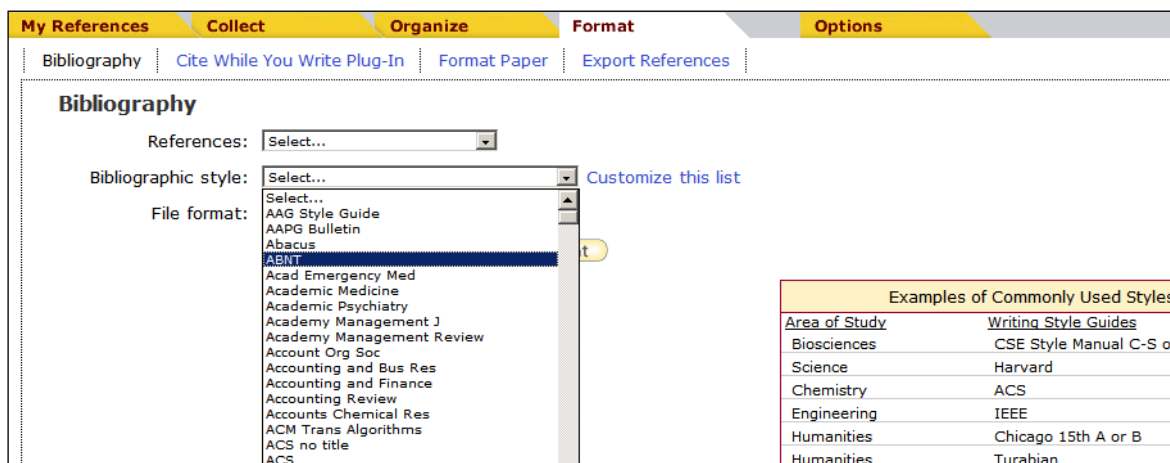 My References Collect Organize Format Options
Bibliography Cite While You Write Plug-In Format Paper Export References
Bibliography
References: Select...
Bibliographic style: Select... Customize this list
File format:
Select...
AAG Style Guide
AAPG Bulletin
Abacus
ABNT
Acad Emergency Med
Academic Medicine
Academic Psychiatry
Academy Management J
Academy Management Review
Account Org Soc
Accounting and Bus Res
Accounting and Finance
Accounting Review
Accounts Chemical Res
ACM Trans Algorithms
ACS no title
ACS
t
Examples of Commonly Used Styles
Area of Study Writing Style Guides
Biosciences CSE Style Manual C-S o
Science Harvard
Chemistry ACS
Engineering IEEE
Humanities Chicago 15th A or B
Humanities Turabian